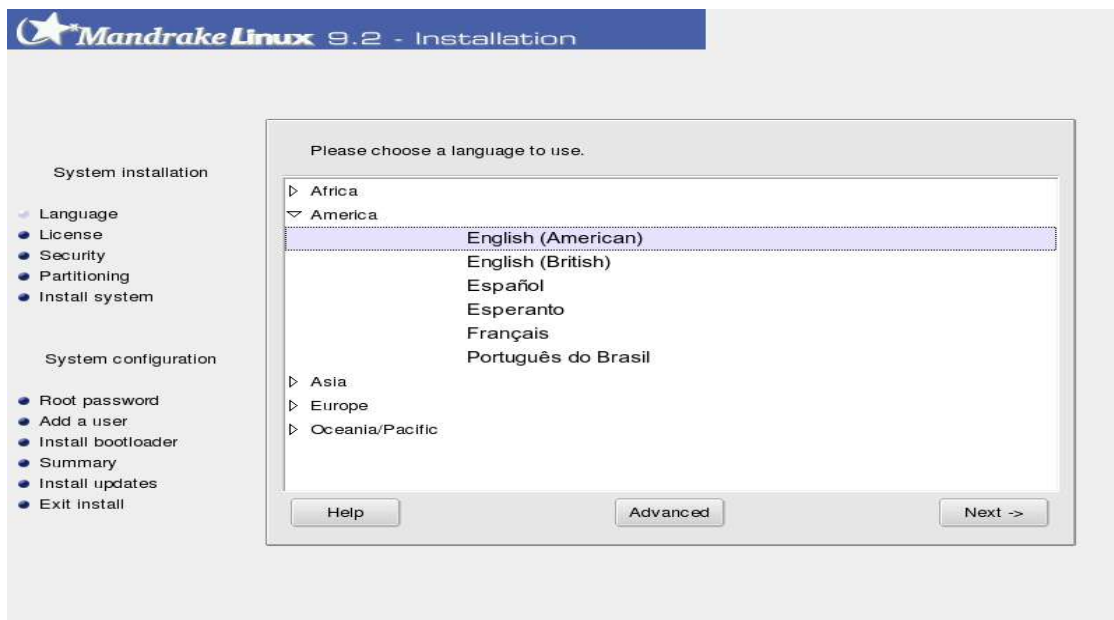 Mandrake Linux 9.2 - Installation
System installation
Language
License
Security
Partitioning
Install system
System configuration
Root password
Add a user
Install bootloader
Summary
Install updates
Exit install
Please choose a language to use.
Africa
America
English (American)
English (British)
Español
Esperanto
Français
Português do Brasil
Asia
Europe
Oceania/Pacific
Help Advanced Next ->